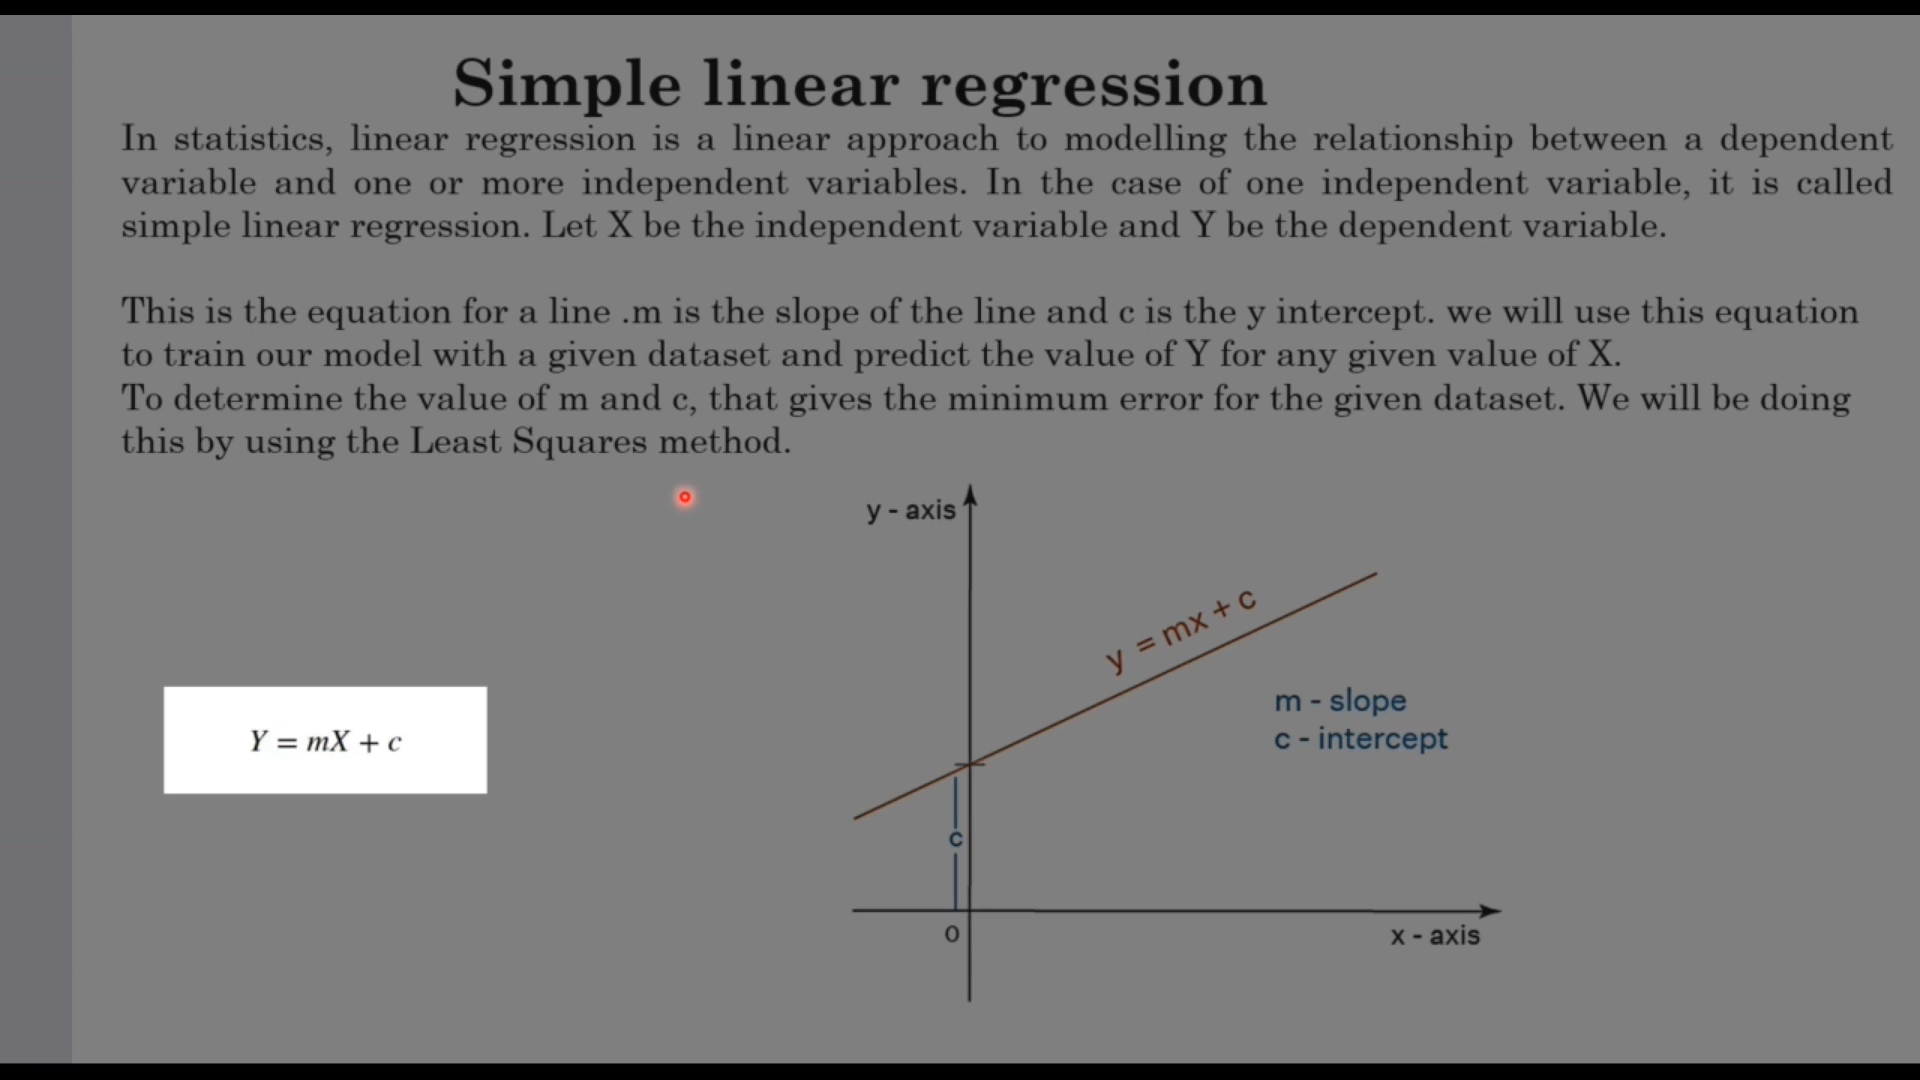 Simple linear regression
In statistics, linear regression is a linear approach to modelling the relationship between a dependent
variable and one or more independent variables. In the case of one independent variable, it is called
simple linear regression. Let X be the independent variable and Y be the dependent variable.
This is the equation for a line .m is the slope of the line and c is the y intercept. we will use this equation
to train our model with a given dataset and predict the value of Y for any given value of X.
To determine the value of m and c, that gives the minimum error for the given dataset. We will be doing
this by using the Least Squares method.
y - axis
y = mx + c
m - slope
c - intercept
Y = mX + c
c
0
x - axis